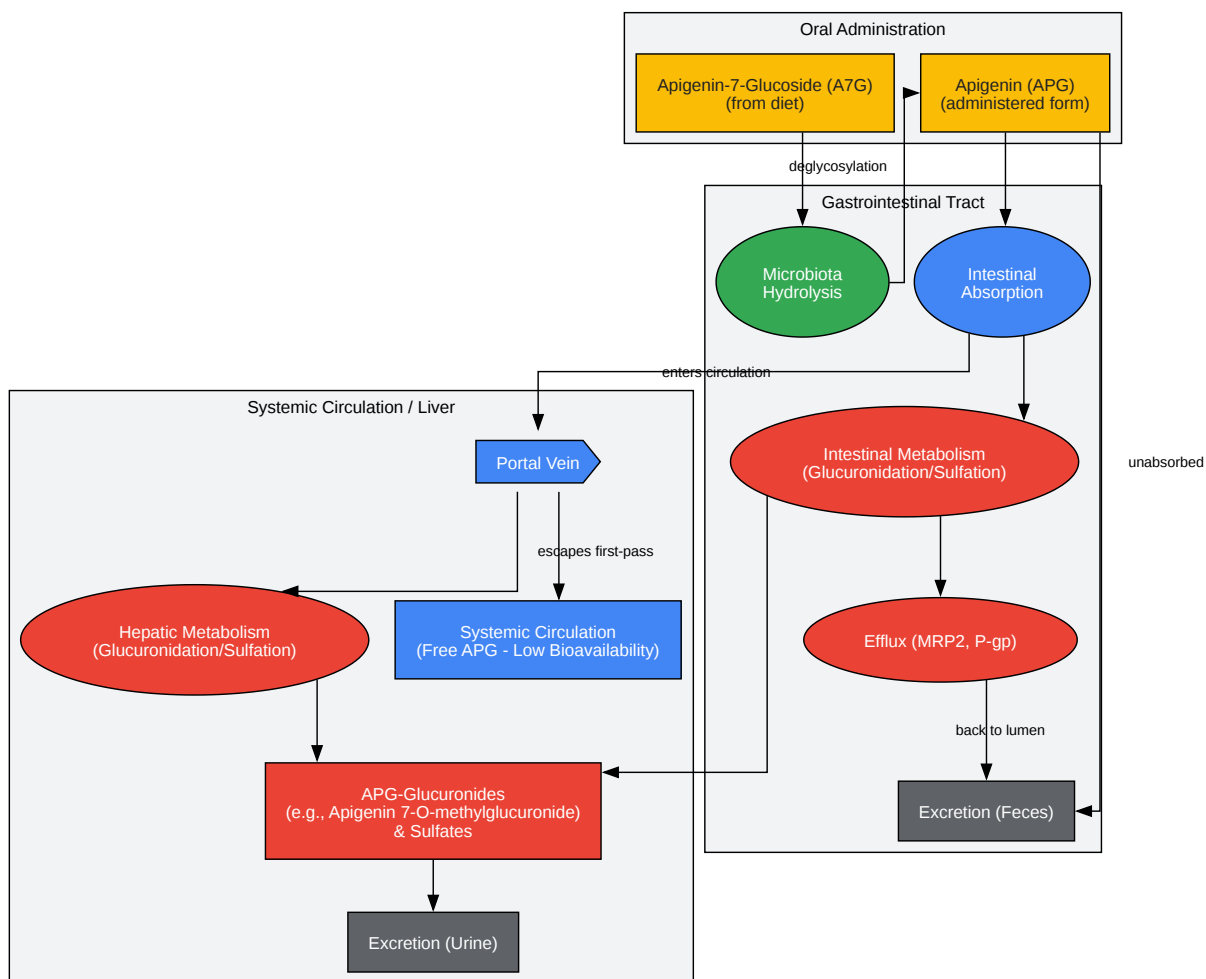 Oral Administration
Apigenin-7-Glucoside (A7G)
(from diet)
Apigenin (APG)
(administered form)
deglycosylation
Gastrointestinal Tract
Microbiota
Hydrolysis
Intestinal
Absorption
enters circulation
Systemic Circulation / Liver
Portal Vein
Intestinal Metabolism
(Glucuronidation/Sulfation)
unabsorbed
escapes first-pass
Hepatic Metabolism
(Glucuronidation/Sulfation)
Systemic Circulation
(Free APG - Low Bioavailability)
Efflux (MRP2, P-gp)
back to lumen
APG-Glucuronides
(e.g., Apigenin 7-O-methylglucuronide)
& Sulfates
Excretion (Feces)
Excretion (Urine)